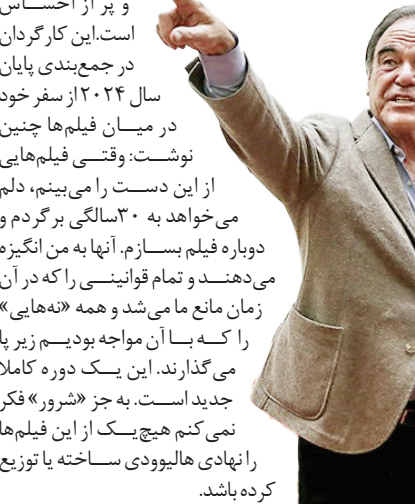 و پر از احساس
است.این کارگردان
در جمع‌بندی پایان
سال ۲۰۲۴ از سفر خود
در میان فیلم‌ها چنین
نوشت: وقتی فیلم‌هایی
از این دست را می‌بینم، دلم
می‌خواهد به ۳۰سالگی برگردم و
دوباره فیلم بسازم. آنها به من انگیزه
می‌دهند و تمام قوانینی را که در آن
زمان مانع ما می‌شد و همه «نه‌هایی»
را که با آن مواجه بودیم زیر پا
می‌گذارند. این یک دوره کاملا
جدید است. به جز «شرور» فکر
نمی‌کنم هیچ‌یک از این فیلم‌ها
را نهادی هالیوودی ساخته یا توزیع
کرده باشد.